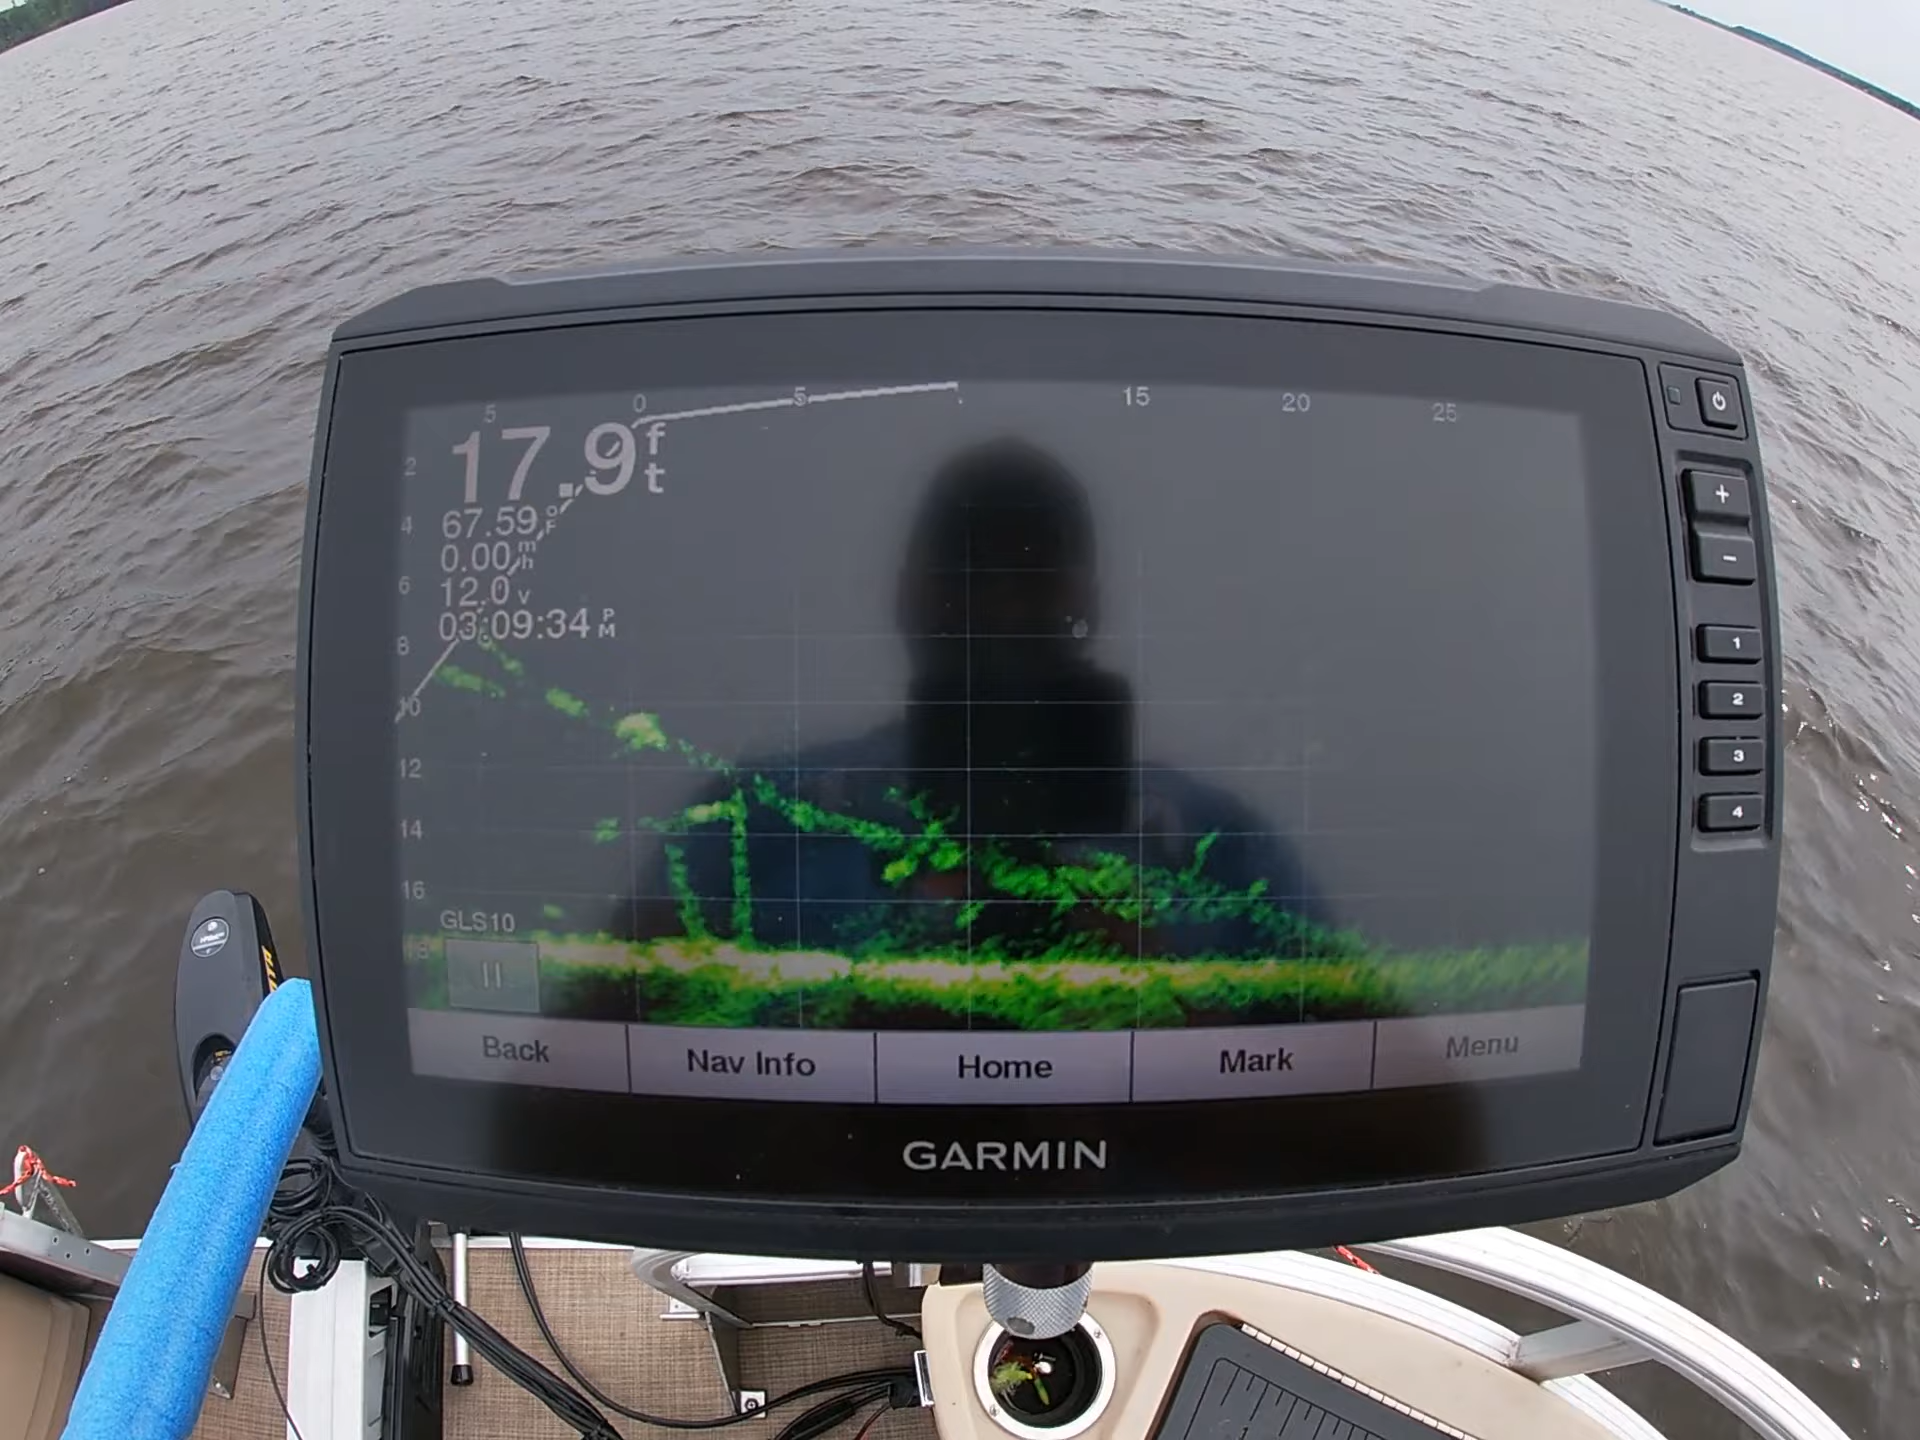 5 0 5 15 20 25
17.9 ft
2
4
67.59 °F
0.00 m/h
6
12.0 v
03:09:34 PM
8
10
12
14
16
GLS10
18
Back Nav Info Home Mark Menu
GARMIN
+
−
1
2
3
4